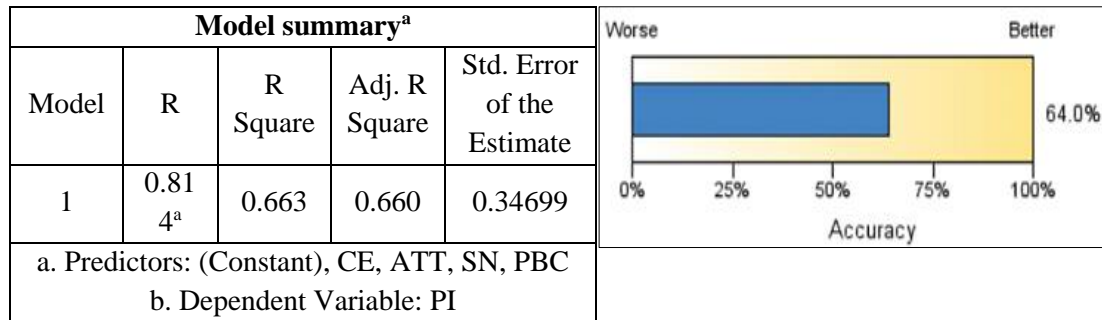 Model summaryᵃ
Model R R Square Adj. R Square Std. Error of the Estimate
1 0.814ᵃ 0.663 0.660 0.34699
a. Predictors: (Constant), CE, ATT, SN, PBC
b. Dependent Variable: PI
Worse Better
64.0%
0% 25% 50% 75% 100%
Accuracy